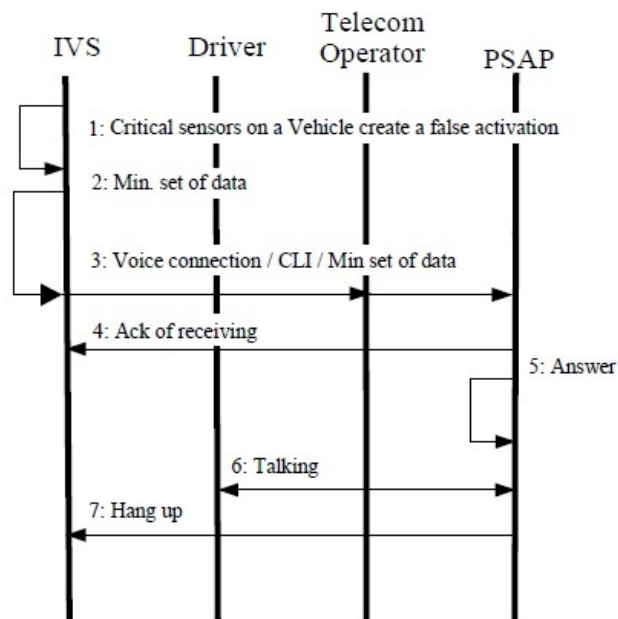 IVS
Driver
Telecom
Operator
PSAP
1: Critical sensors on a Vehicle create a false activation
2: Min. set of data
3: Voice connection / CLI / Min set of data
4: Ack of receiving
5: Answer
6: Talking
7: Hang up